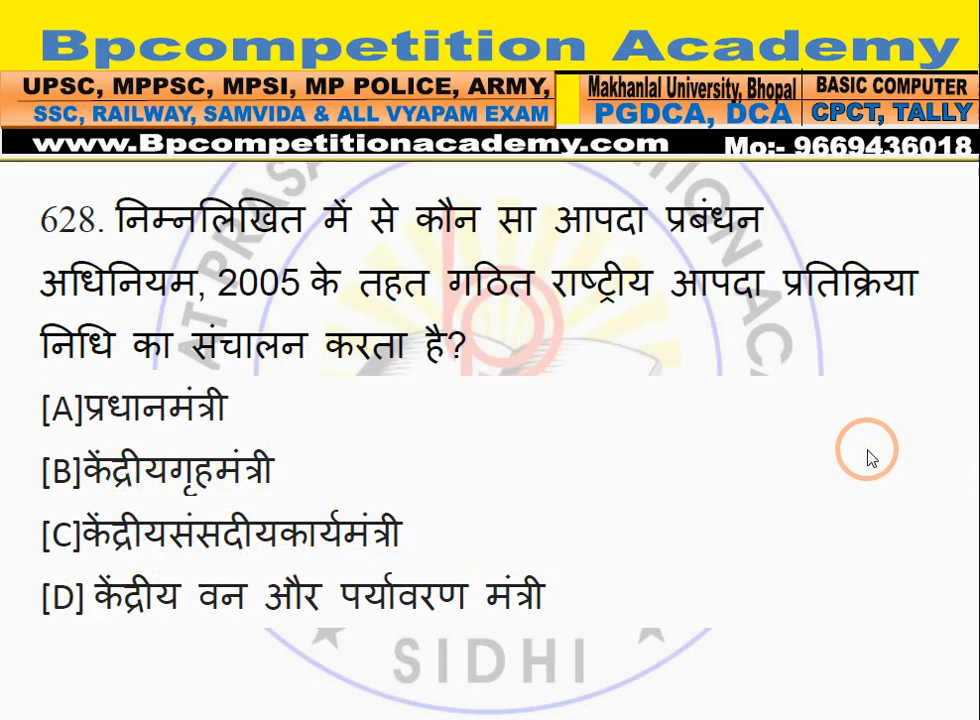 Bpcompetition Academy
UPSC, MPPSC, MPSI, MP POLICE, ARMY,
SSC, RAILWAY, SAMVIDA & ALL VYAPAM EXAM
Makhanlal University, Bhopal
PGDCA, DCA
BASIC COMPUTER
CPCT, TALLY
www.Bpcompetitionacademy.com
Mo:- 9669436018
628. निम्नलिखित में से कौन सा आपदा प्रबंधन
अधिनियम, 2005 के तहत गठित राष्ट्रीय आपदा प्रतिक्रिया
निधि का संचालन करता है?
[A]प्रधानमंत्री
[B]केंद्रीयगृहमंत्री
[C]केंद्रीयसंसदीयकार्यमंत्री
[D] केंद्रीय वन और पर्यावरण मंत्री
SIDHI